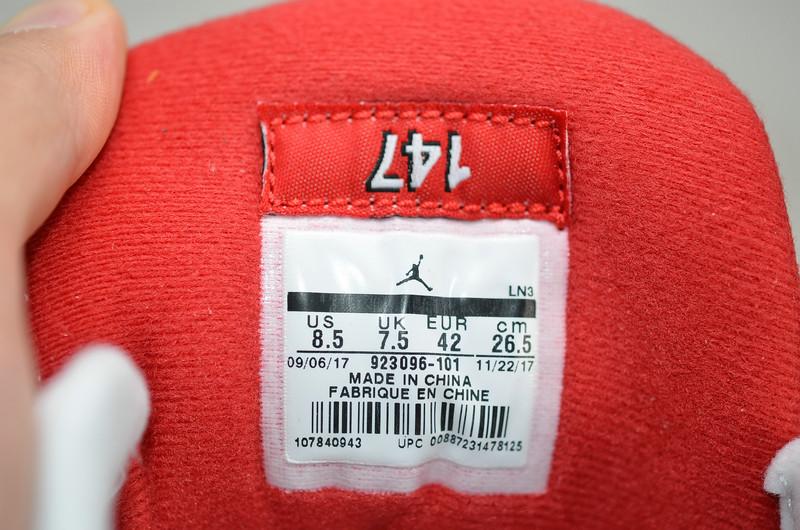 147
LN3
US UK EUR cm
8.5 7.5 42 26.5
09/06/17 923096-101 11/22/17
MADE IN CHINA
FABRIQUE EN CHINE
107840943 UPC 00887231478125